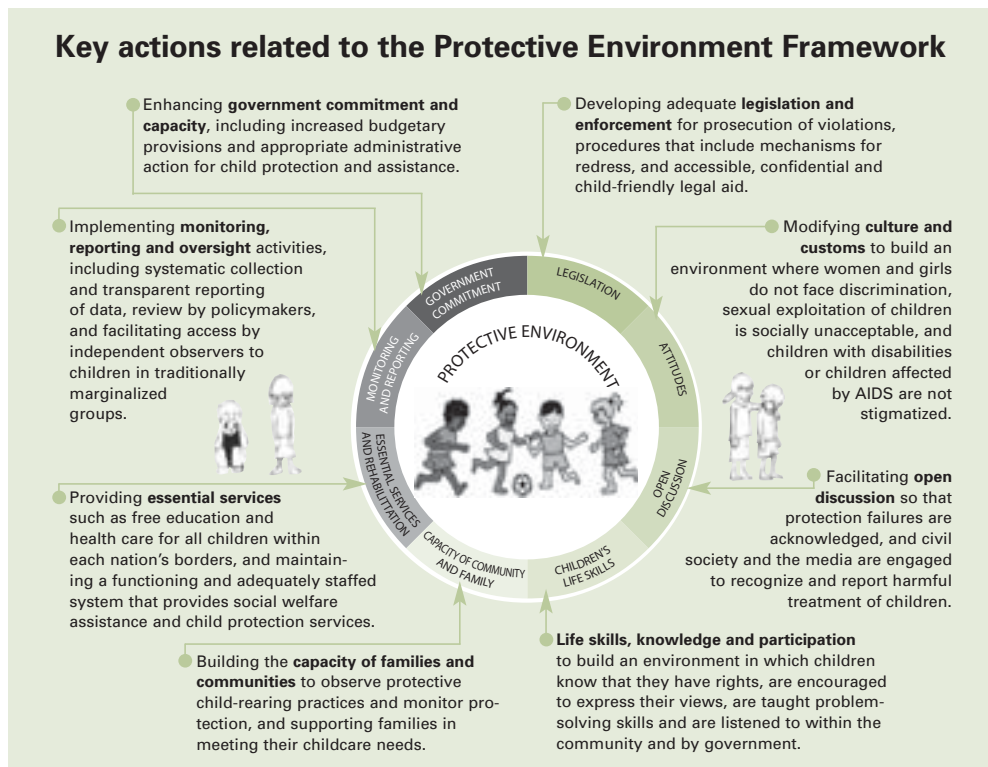 Key actions related to the Protective Environment Framework
Enhancing government commitment and
capacity, including increased budgetary
provisions and appropriate administrative
action for child protection and assistance.
Developing adequate legislation and
enforcement for prosecution of violations,
procedures that include mechanisms for
redress, and accessible, confidential and
child-friendly legal aid.
Implementing monitoring,
reporting and oversight activities,
including systematic collection
and transparent reporting
of data, review by policymakers,
and facilitating access by
independent observers to
children in traditionally
marginalized
groups.
Modifying culture and
customs to build an
environment where women and girls
do not face discrimination,
sexual exploitation of children
is socially unacceptable, and
children with disabilities
or children affected
by AIDS are not
stigmatized.
GOVERNMENT
COMMITMENT
LEGISLATION
ATTITUDES
OPEN
DISCUSSION
CHILDREN'S
LIFE SKILLS
CAPACITY OF COMMUNITY
AND FAMILY
ESSENTIAL SERVICES
AND REHABILITTATION
MONITORING
AND REPORTING
PROTECTIVE ENVIRONMENT
Providing essential services
such as free education and
health care for all children within
each nation's borders, and maintain-
ing a functioning and adequately staffed
system that provides social welfare
assistance and child protection services.
Facilitating open
discussion so that
protection failures are
acknowledged, and civil
society and the media are engaged
to recognize and report harmful
treatment of children.
Building the capacity of families and
communities to observe protective
child-rearing practices and monitor pro-
tection, and supporting families in
meeting their childcare needs.
Life skills, knowledge and participation
to build an environment in which children
know that they have rights, are encouraged
to express their views, are taught problem-
solving skills and are listened to within the
community and by government.